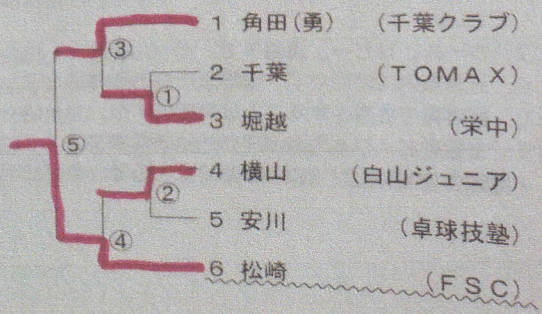 1 角田(勇) (千葉クラブ)
③
2 千葉 (TOMAX)
①
3 堀越 (栄中)
⑤
4 横山 (白山ジュニア)
②
5 安川 (卓球技塾)
④
6 松崎 (FSC)